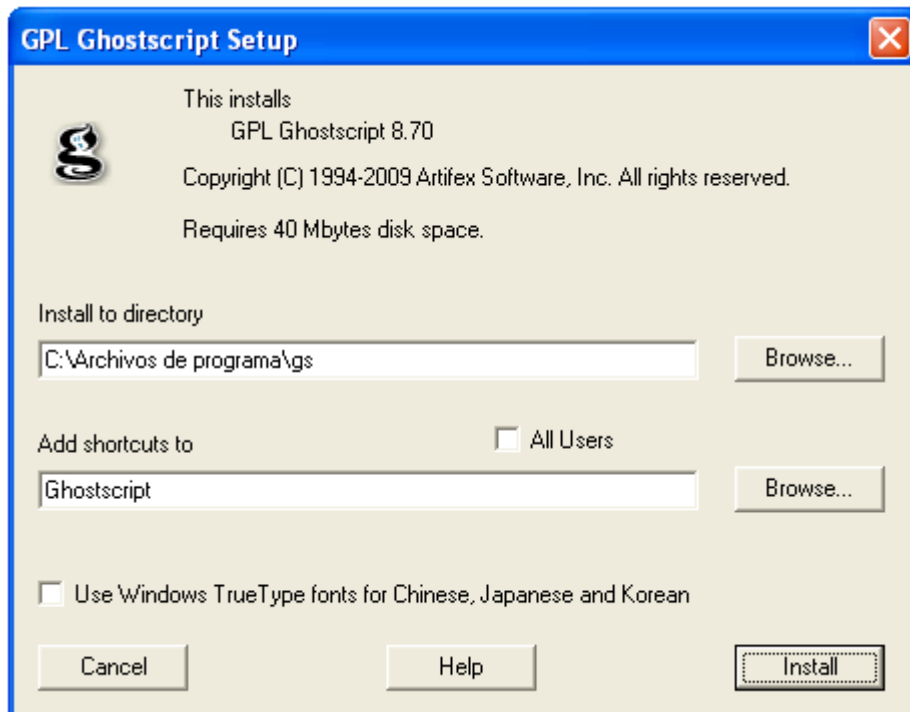 GPL Ghostscript Setup
This installs
GPL Ghostscript 8.70
Copyright (C) 1994-2009 Artifex Software, Inc. All rights reserved.
Requires 40 Mbytes disk space.
Install to directory
C:\Archivos de programa\gs
Browse...
Add shortcuts to
All Users
Ghostscript
Browse...
Use Windows TrueType fonts for Chinese, Japanese and Korean
Cancel
Help
Install